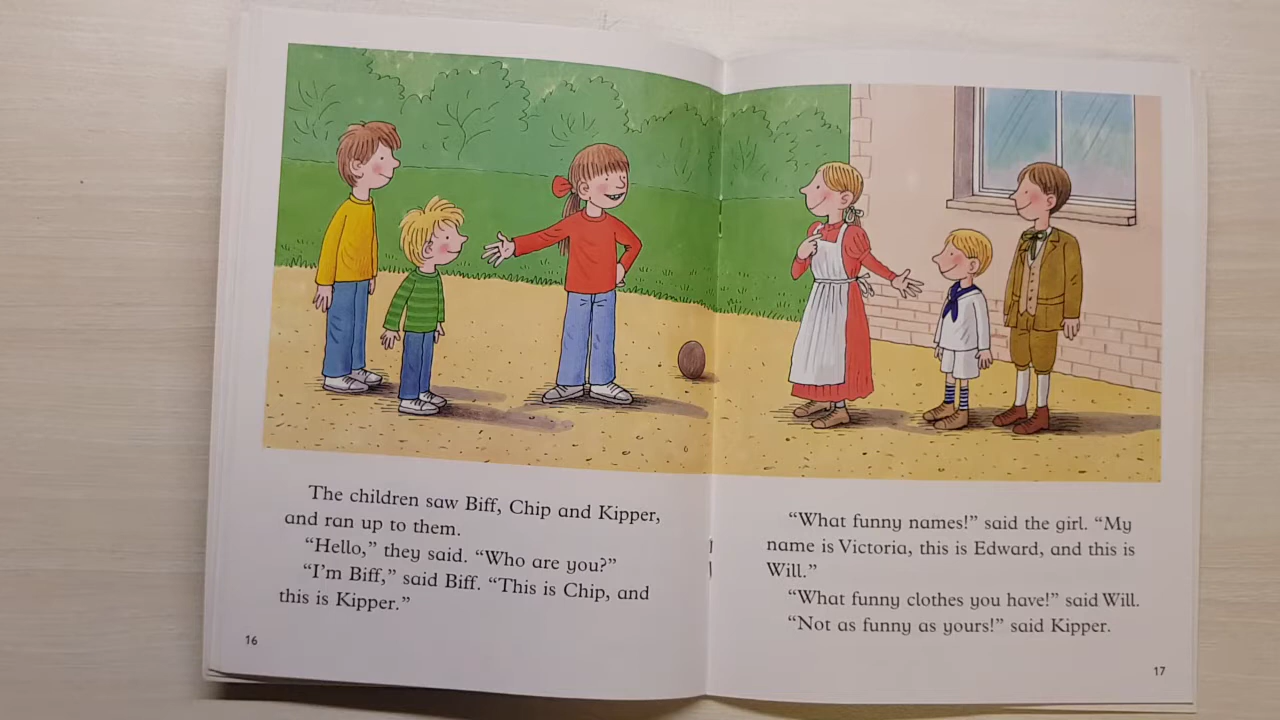 The children saw Biff, Chip and Kipper,
and ran up to them.
“Hello,” they said. “Who are you?”
“I’m Biff,” said Biff. “This is Chip, and
this is Kipper.”
16
“What funny names!” said the girl. “My
name is Victoria, this is Edward, and this is
Will.”
“What funny clothes you have!” said Will.
“Not as funny as yours!” said Kipper.
17